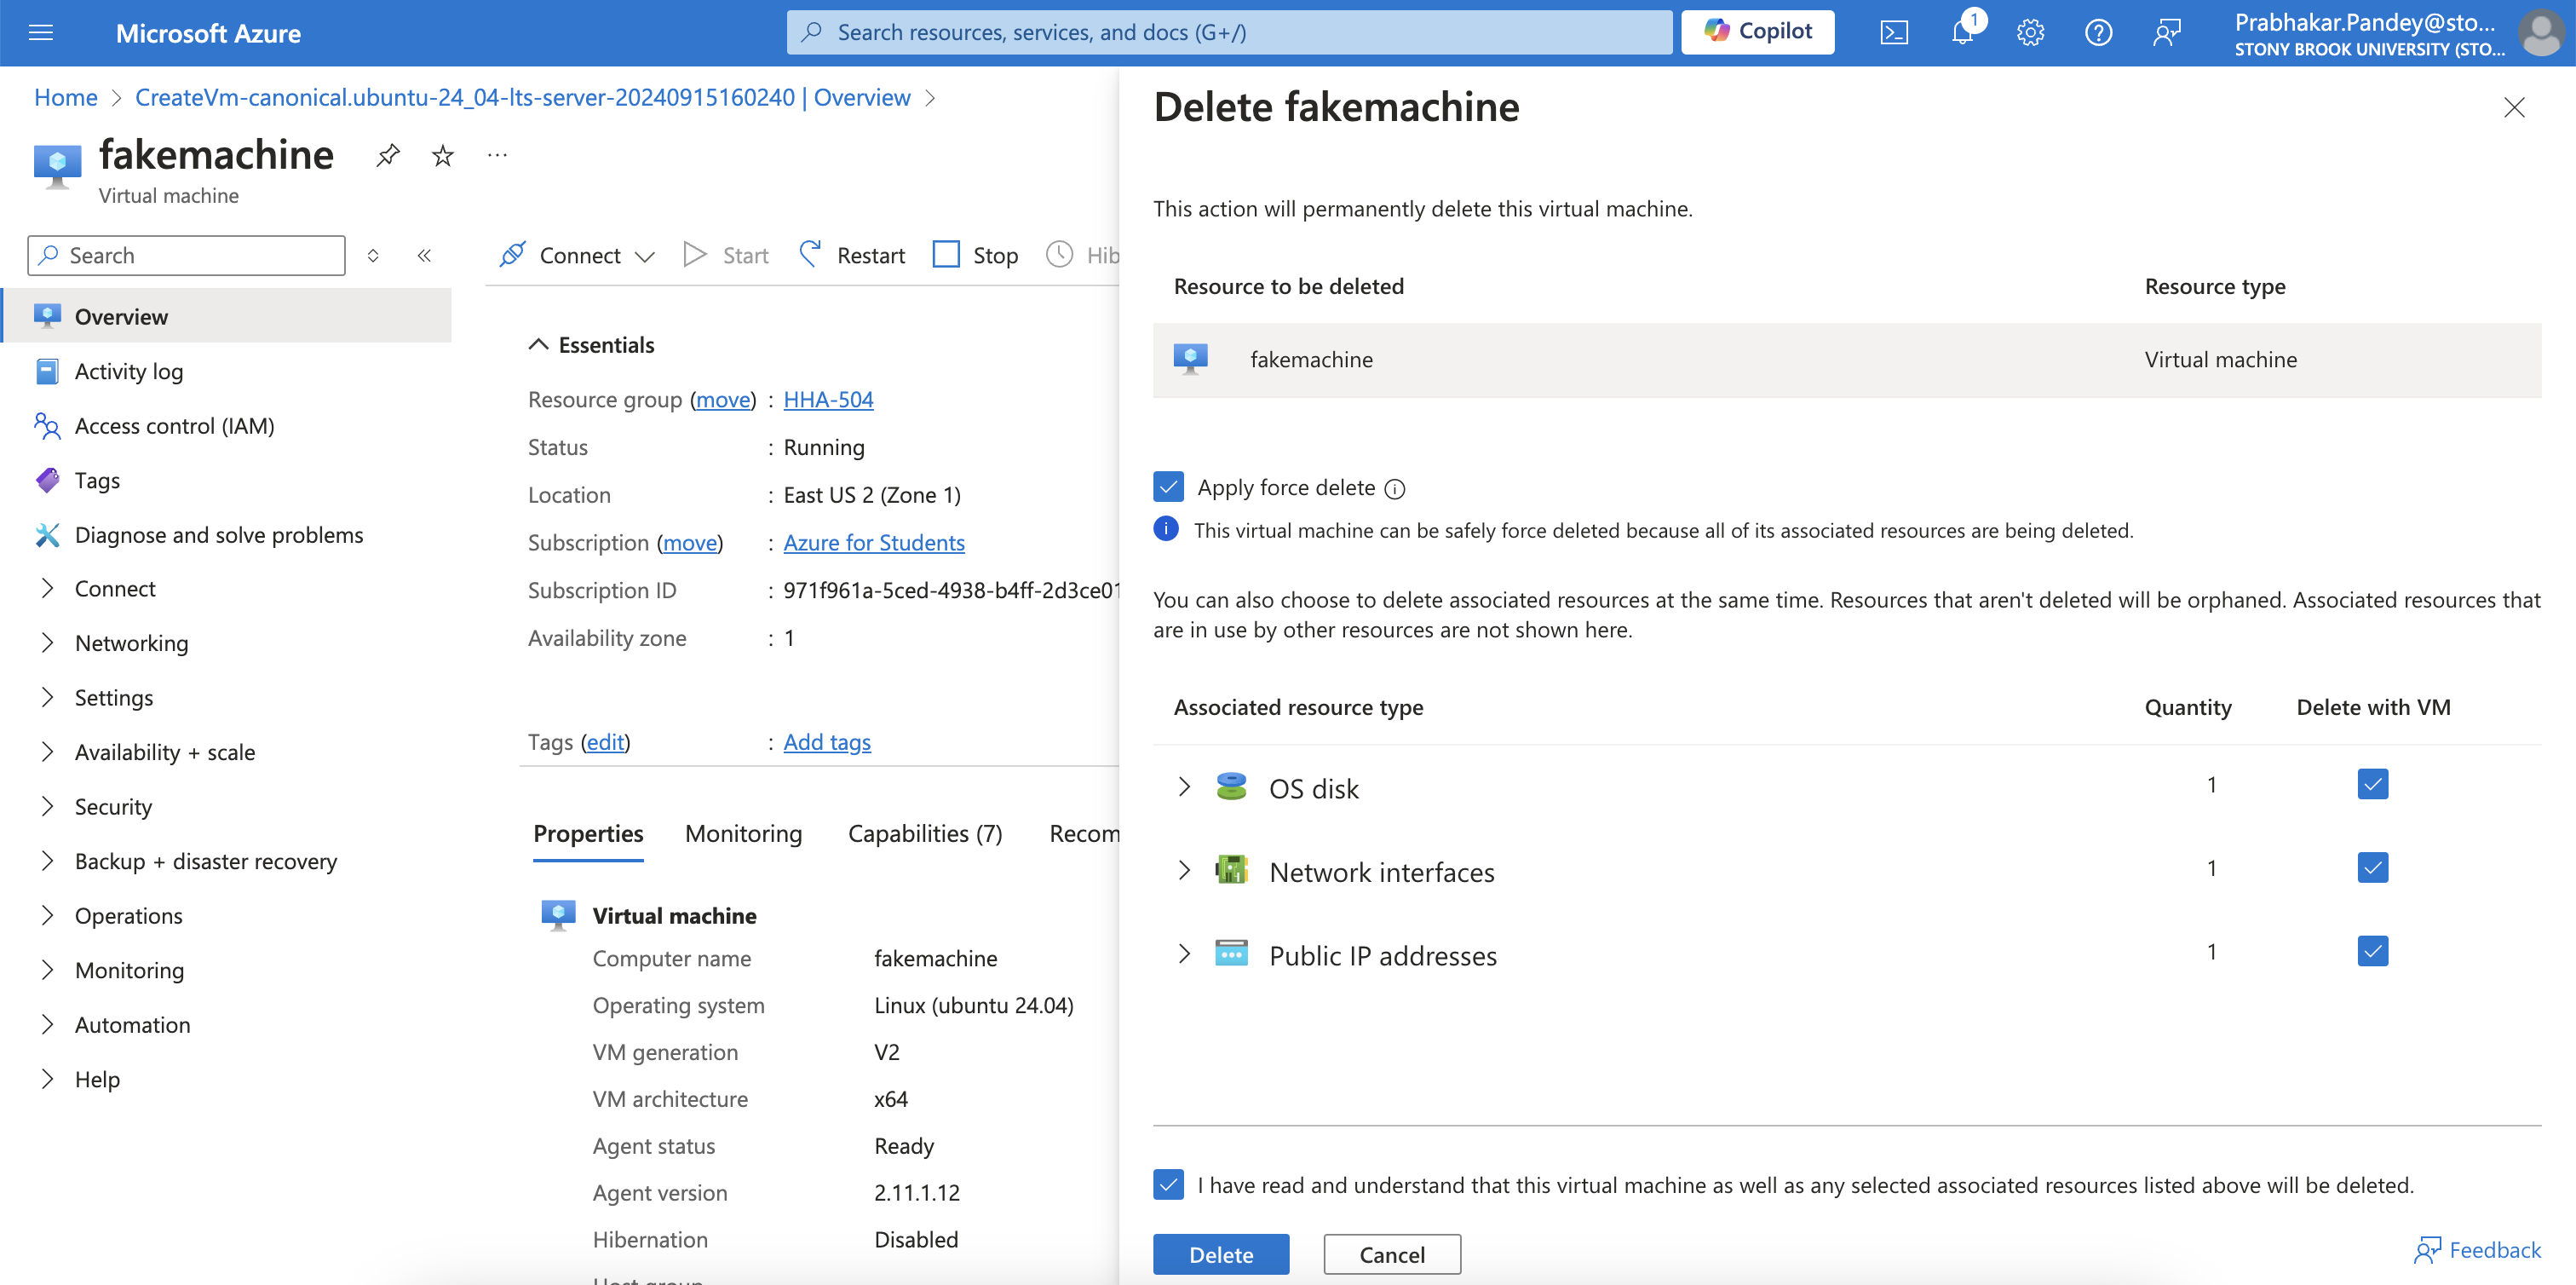 Microsoft Azure
Search resources, services, and docs (G+/)
Copilot
1
Prabhakar.Pandey@sto...
STONY BROOK UNIVERSITY (STO...
Home > CreateVm-canonical.ubuntu-24_04-lts-server-20240915160240 | Overview >
fakemachine
Virtual machine
Search
Overview
Activity log
Access control (IAM)
Tags
Diagnose and solve problems
Connect
Networking
Settings
Availability + scale
Security
Backup + disaster recovery
Operations
Monitoring
Automation
Help
Connect Start Restart Stop Hib
Essentials
Resource group (move) : HHA-504
Status : Running
Location : East US 2 (Zone 1)
Subscription (move) : Azure for Students
Subscription ID : 971f961a-5ced-4938-b4ff-2d3ce01
Availability zone : 1
Tags (edit) : Add tags
Properties Monitoring Capabilities (7) Recom
Virtual machine
Computer name fakemachine
Operating system Linux (ubuntu 24.04)
VM generation V2
VM architecture x64
Agent status Ready
Agent version 2.11.1.12
Hibernation Disabled
Host group
Delete fakemachine
This action will permanently delete this virtual machine.
Resource to be deleted Resource type
fakemachine Virtual machine
Apply force delete
This virtual machine can be safely force deleted because all of its associated resources are being deleted.
You can also choose to delete associated resources at the same time. Resources that aren't deleted will be orphaned. Associated resources that
are in use by other resources are not shown here.
Associated resource type Quantity Delete with VM
OS disk 1
Network interfaces 1
Public IP addresses 1
I have read and understand that this virtual machine as well as any selected associated resources listed above will be deleted.
Delete Cancel
Feedback